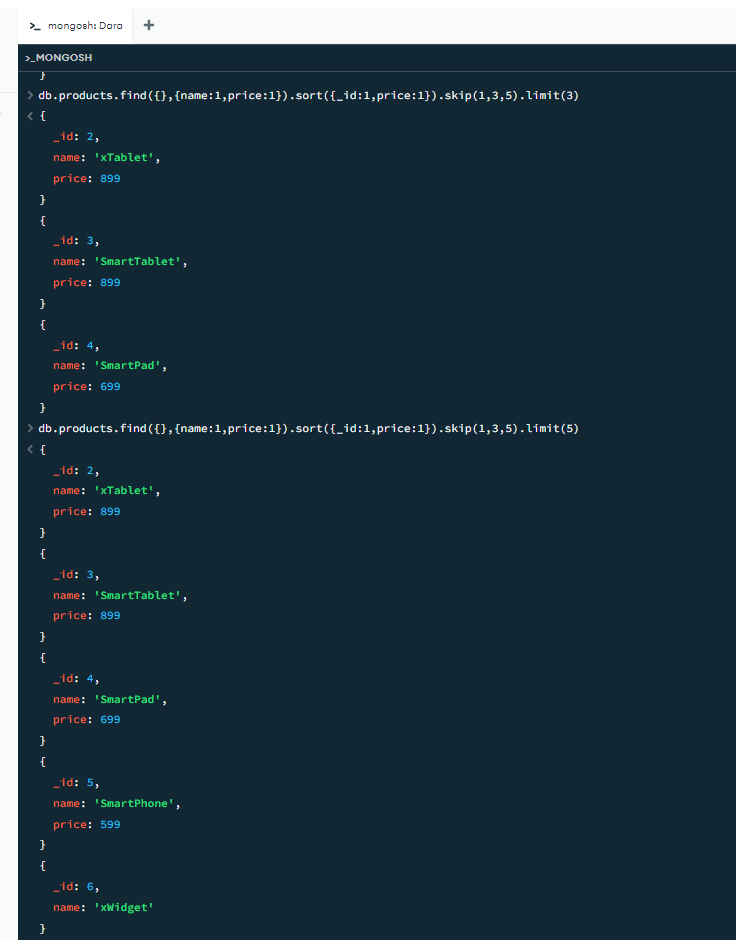 >_ mongosh: Dara +
>_MONGOSH
}
> db.products.find({},{name:1,price:1}).sort({_id:1,price:1}).skip(1,3,5).limit(3)
< {
_id: 2,
name: 'xTablet',
price: 899
}
{
_id: 3,
name: 'SmartTablet',
price: 899
}
{
_id: 4,
name: 'SmartPad',
price: 699
}
> db.products.find({},{name:1,price:1}).sort({_id:1,price:1}).skip(1,3,5).limit(5)
< {
_id: 2,
name: 'xTablet',
price: 899
}
{
_id: 3,
name: 'SmartTablet',
price: 899
}
{
_id: 4,
name: 'SmartPad',
price: 699
}
{
_id: 5,
name: 'SmartPhone',
price: 599
}
{
_id: 6,
name: 'xWidget'
}